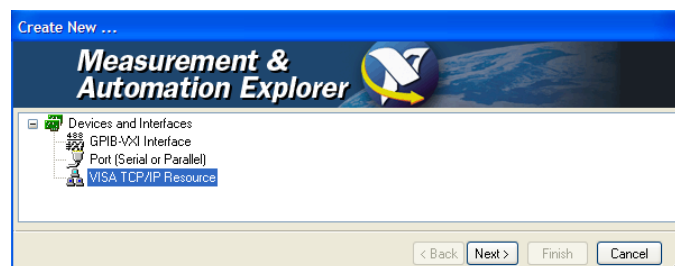 Create New ...
Measurement &
Automation Explorer
Devices and Interfaces
488
GPIB-VXI Interface
Port (Serial or Parallel)
VISA TCP/IP Resource
< Back Next > Finish Cancel